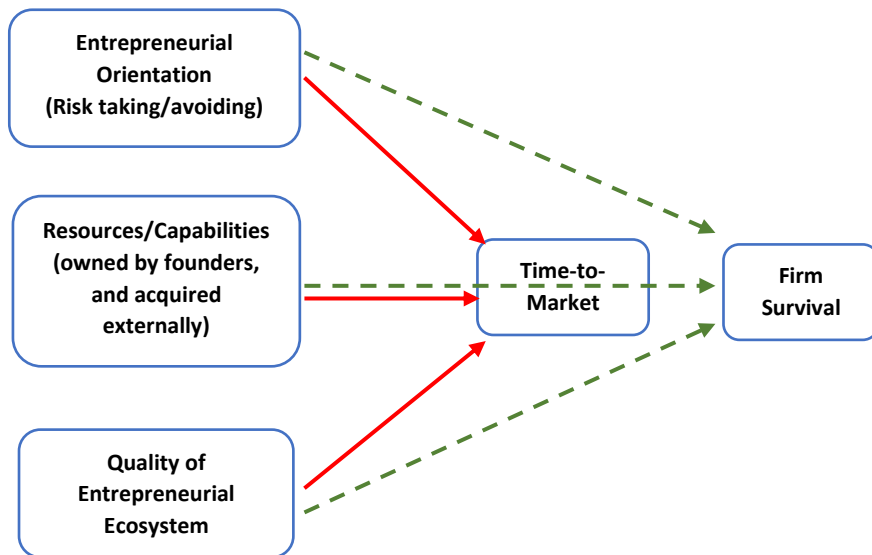 Entrepreneurial
Orientation
(Risk taking/avoiding)
Resources/Capabilities
(owned by founders,
and acquired
externally)
Time-to-
Market
Firm
Survival
Quality of
Entrepreneurial
Ecosystem